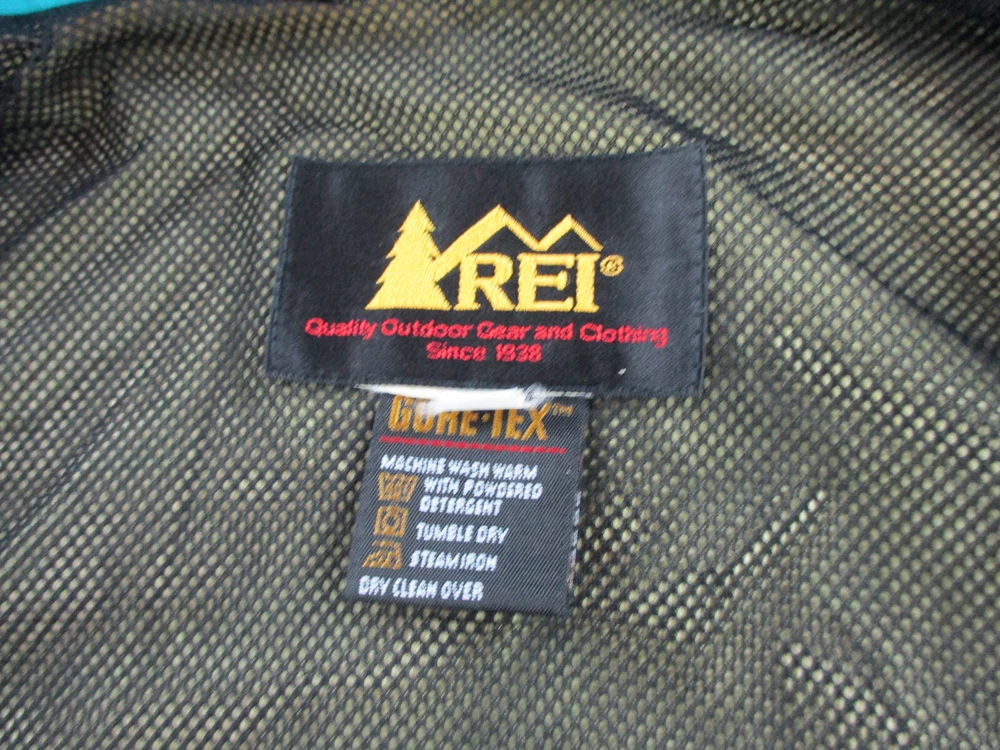 REI®
Quality Outdoor Gear and Clothing
Since 1938
GORE-TEX™
MACHINE WASH WARM
WITH POWDERED
DETERGENT
TUMBLE DRY
STEAM IRON
DRY CLEAN OVER